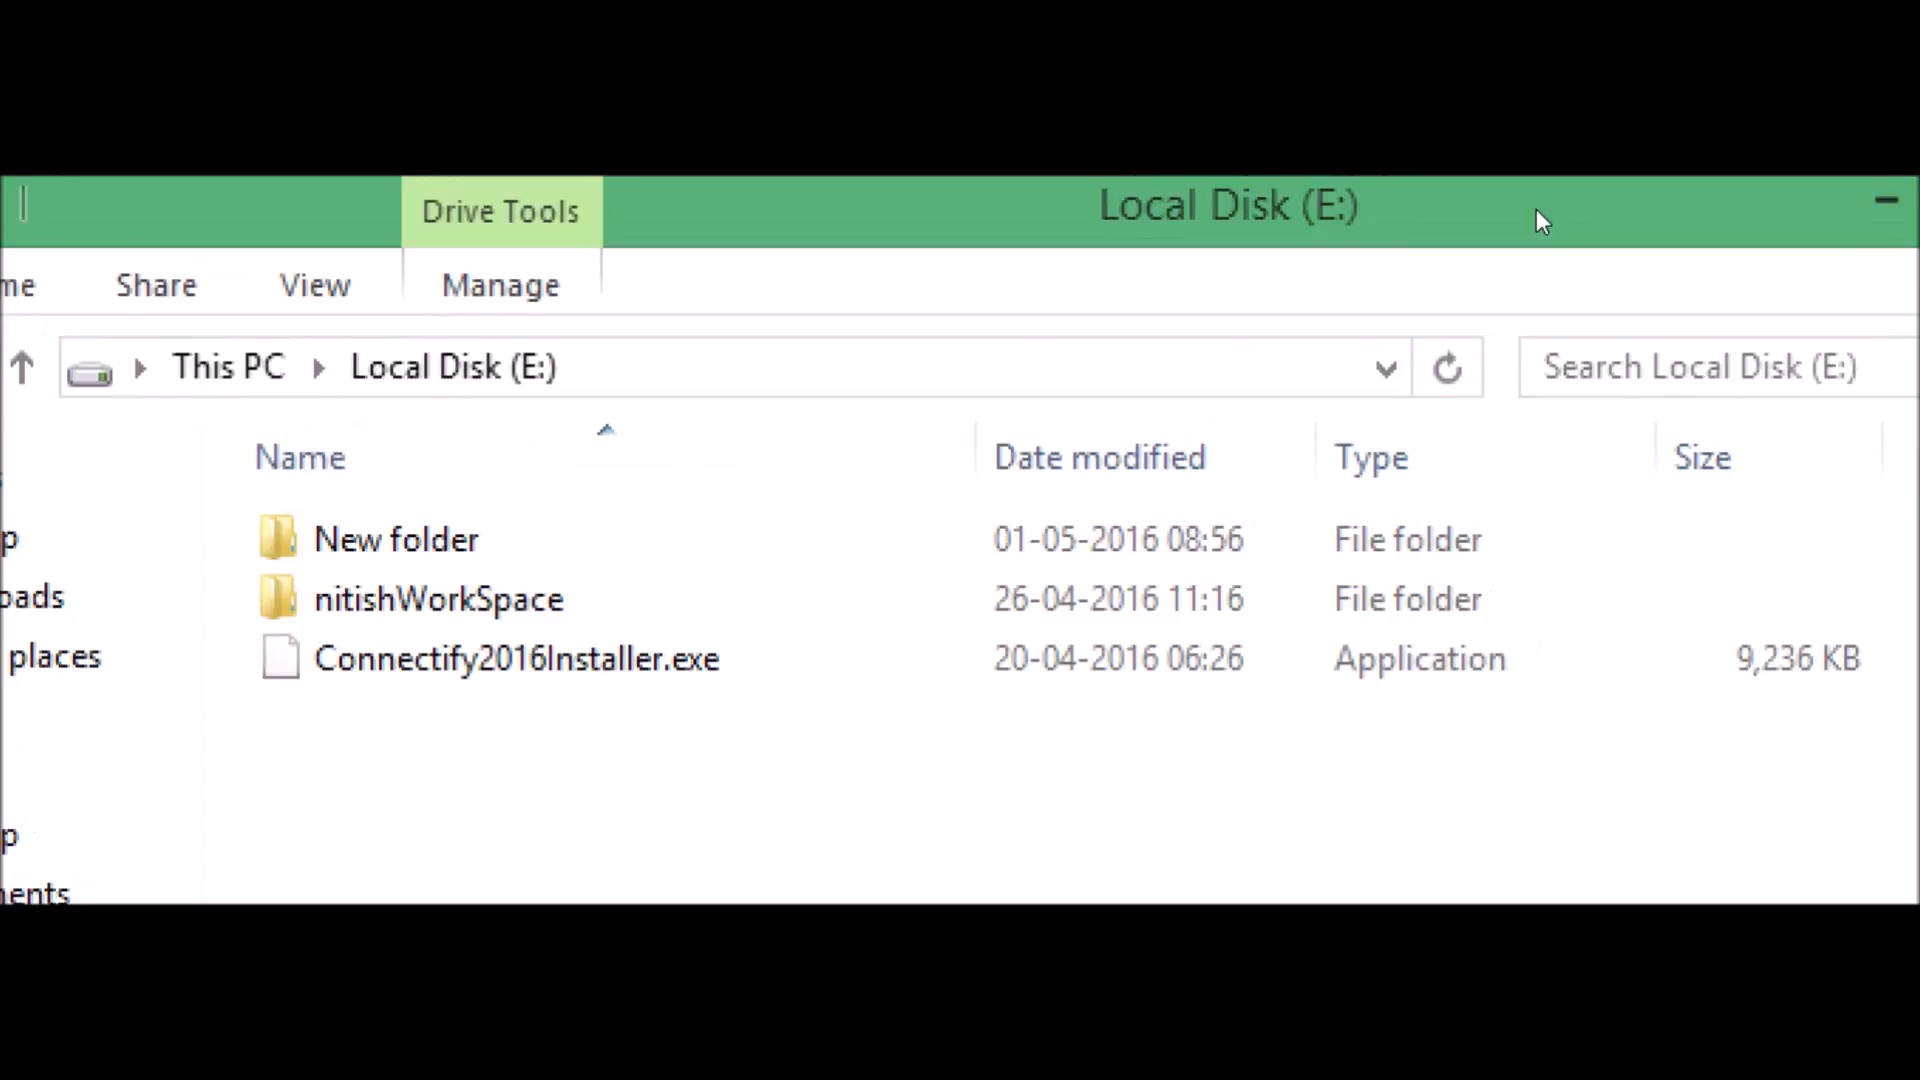 Drive Tools
Local Disk (E:)
me Share View Manage
This PC Local Disk (E:)
Search Local Disk (E:)
Name Date modified Type Size
New folder 01-05-2016 08:56 File folder
p
nitishWorkSpace 26-04-2016 11:16 File folder
oads
Connectify2016Installer.exe 20-04-2016 06:26 Application 9,236 KB
places
p
ments